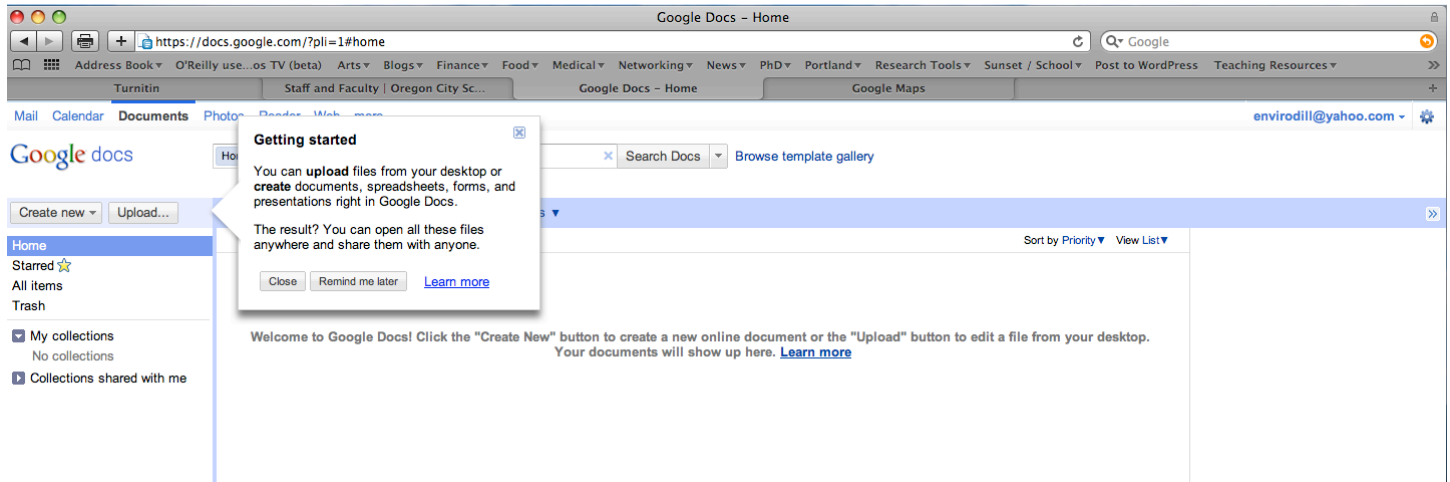 Google Docs – Home
https://docs.google.com/?pli=1#home
Google
Address Book O'Reilly use...os TV (beta) Arts Blogs Finance Food Medical Networking News PhD Portland Research Tools Sunset / School Post to WordPress Teaching Resources
Turnitin Staff and Faculty | Oregon City Sc... Google Docs – Home Google Maps
Mail Calendar Documents Photos Reader Web more envirodill@yahoo.com
Google docs
Search Docs Browse template gallery
Getting started
You can upload files from your desktop or
create documents, spreadsheets, forms, and
presentations right in Google Docs.
The result? You can open all these files
anywhere and share them with anyone.
Close Remind me later Learn more
Create new Upload...
Home
Starred
All items
Trash
My collections
No collections
Collections shared with me
Sort by Priority View List
Welcome to Google Docs! Click the "Create New" button to create a new online document or the "Upload" button to edit a file from your desktop.
Your documents will show up here. Learn more